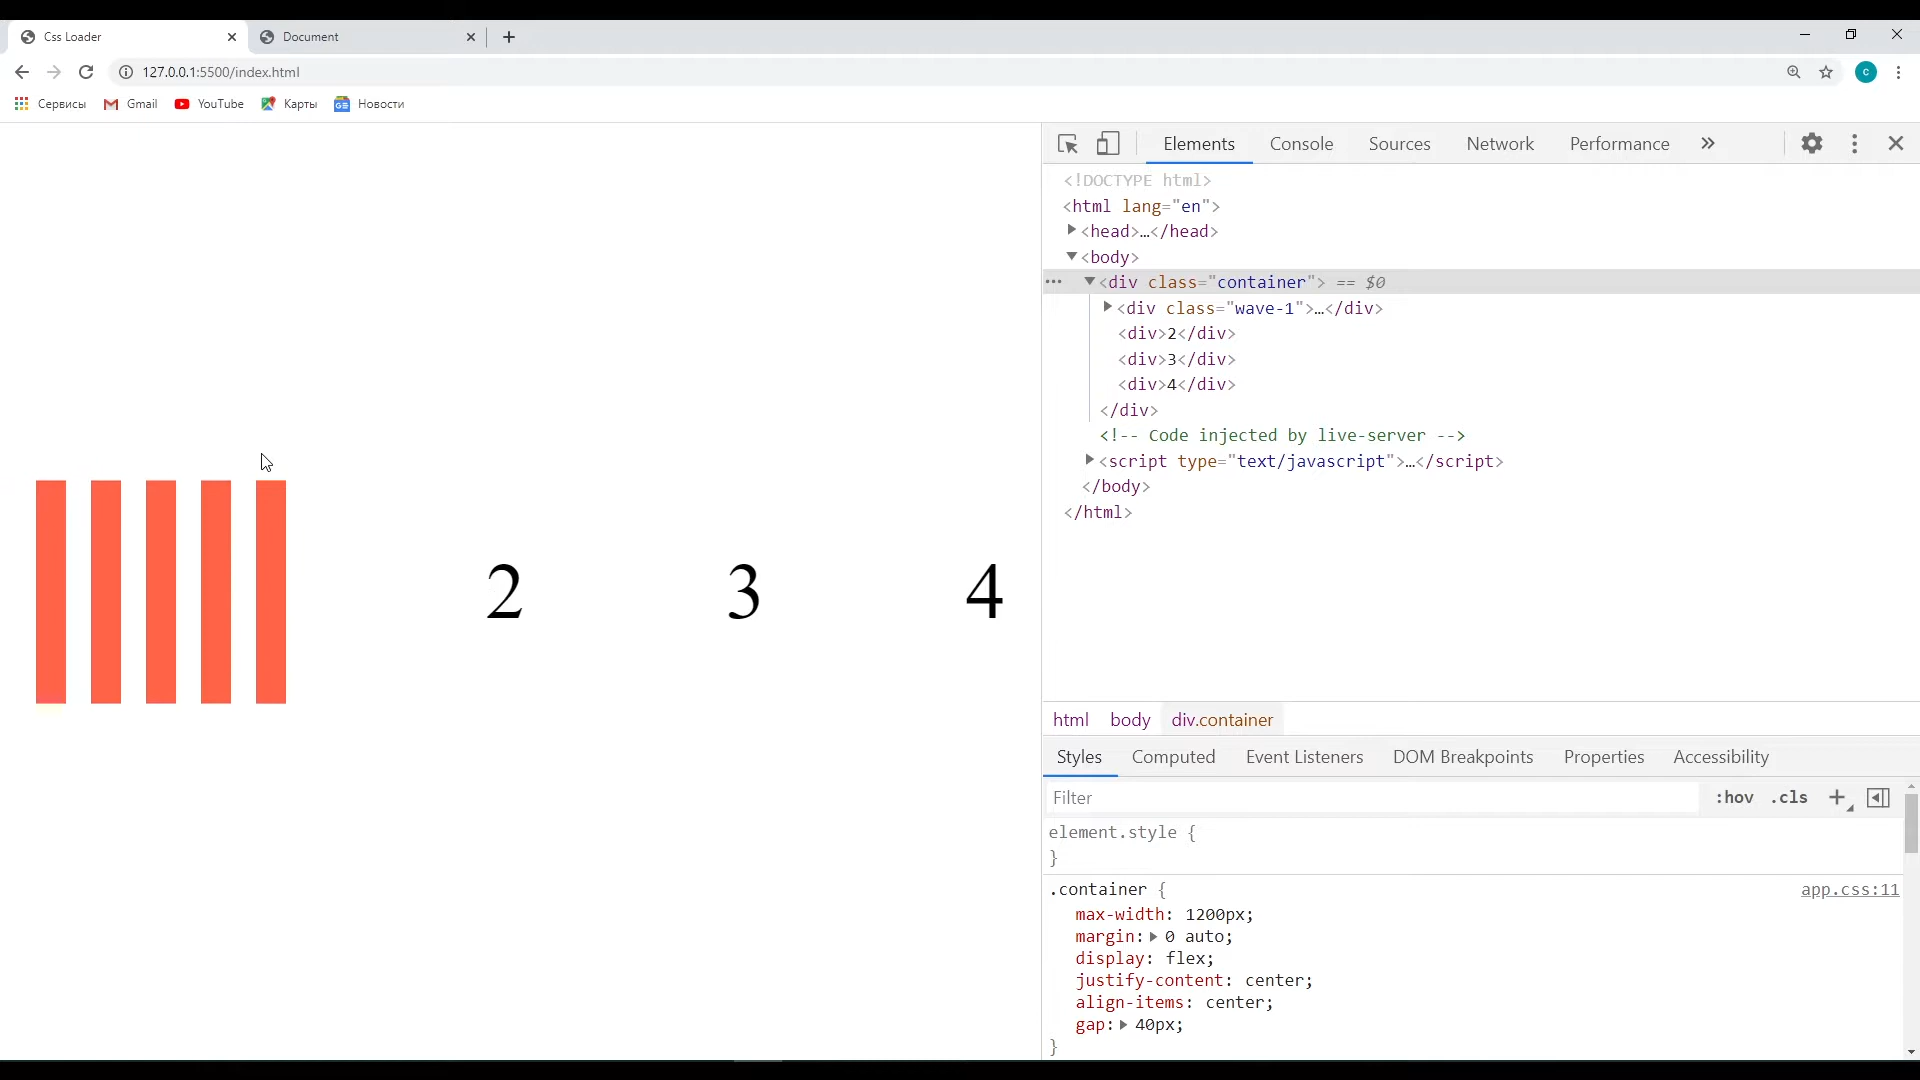 Css Loader
Document
127.0.0.1:5500/index.html
c
Сервисы Gmail YouTube Карты Новости
Elements Console Sources Network Performance »
<!DOCTYPE html>
<html lang="en">
<head>…</head>
<body>
<div class="container"> == $0
<div class="wave-1">…</div>
<div>2</div>
<div>3</div>
<div>4</div>
</div>
<!-- Code injected by live-server -->
<script type="text/javascript">…</script>
</body>
</html>
2 3 4
html body div.container
Styles Computed Event Listeners DOM Breakpoints Properties Accessibility
Filter :hov .cls +
element.style {
}
.container { app.css:11
max-width: 1200px;
margin: 0 auto;
display: flex;
justify-content: center;
align-items: center;
gap: 40px;
}